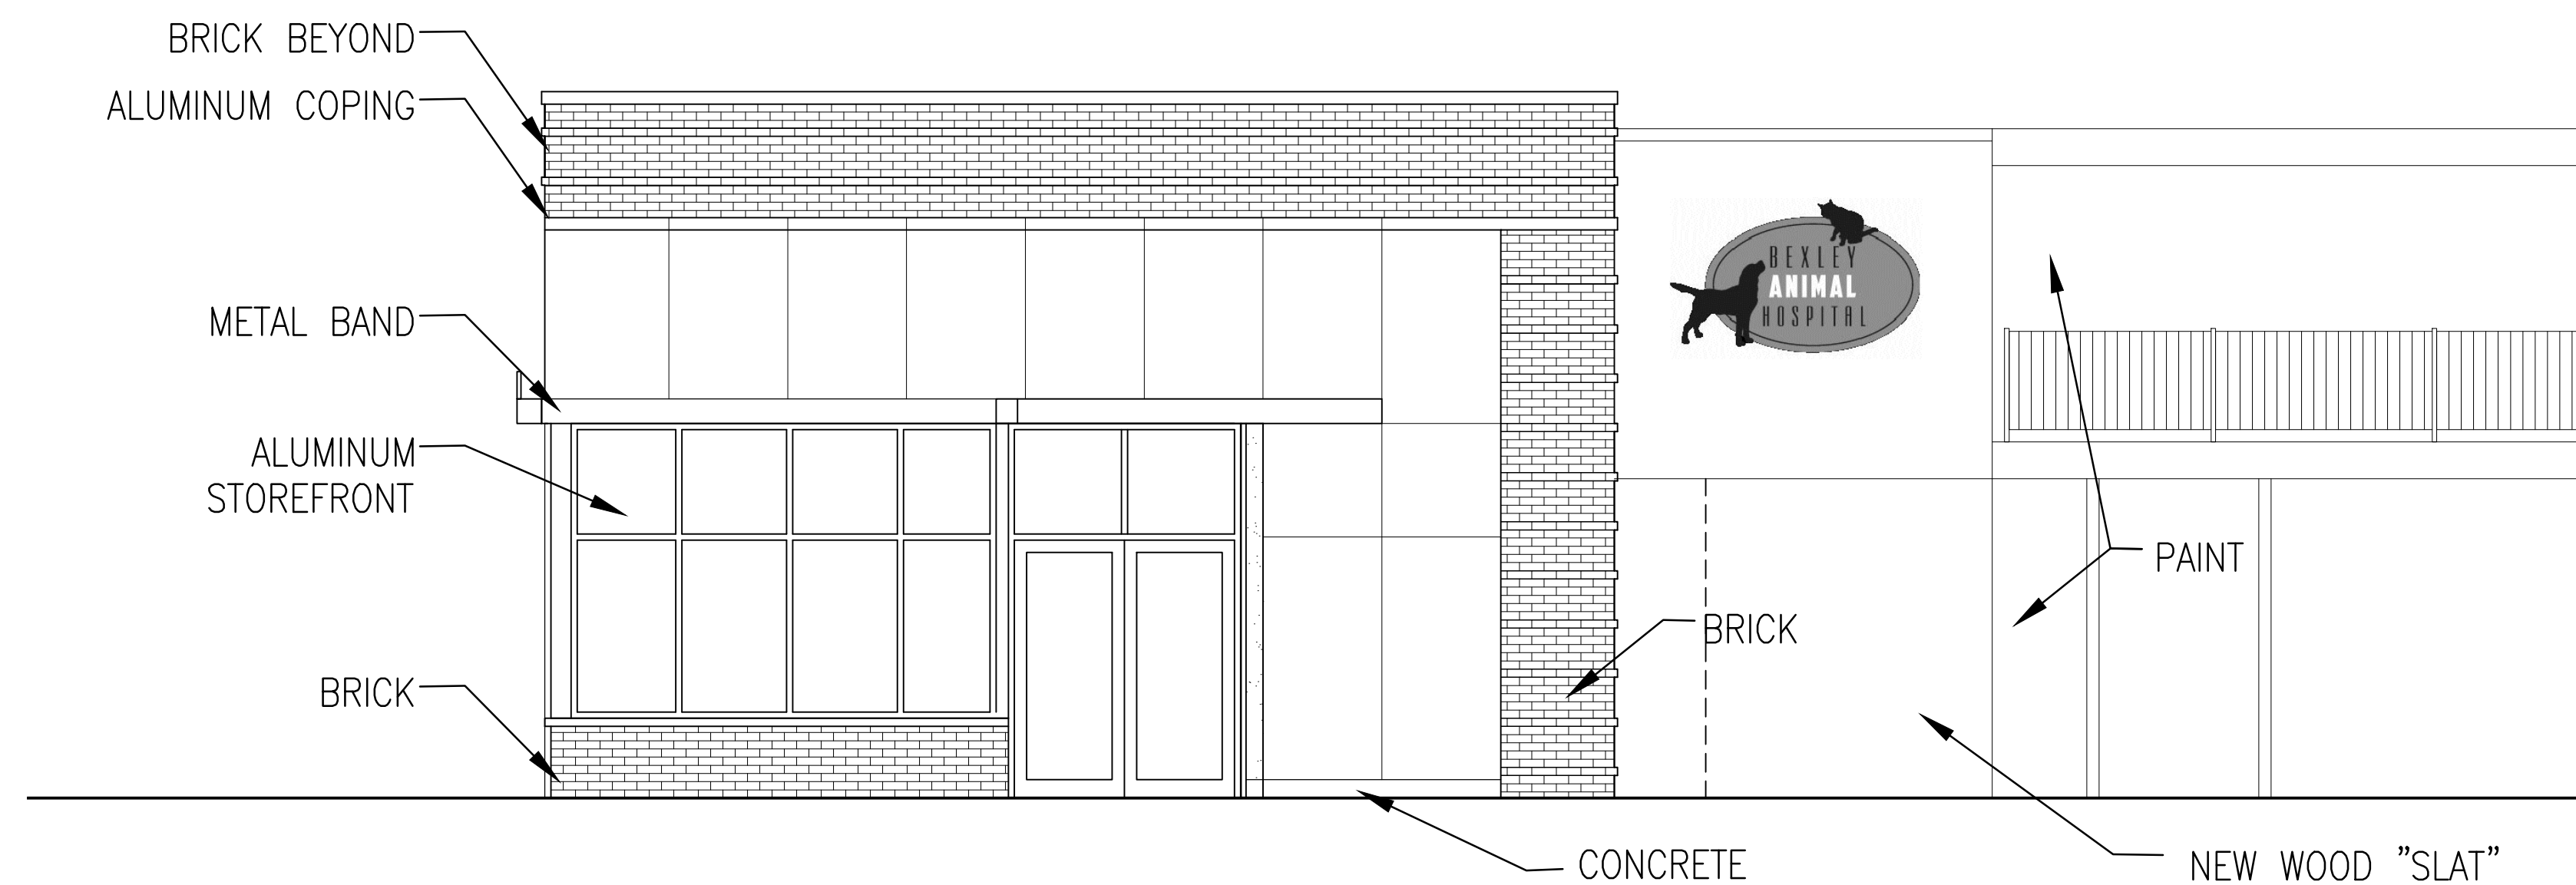 BRICK BEYOND
ALUMINUM COPING
METAL BAND
ALUMINUM
STOREFRONT
BRICK
BEXLEY
ANIMAL
HOSPITAL
PAINT
BRICK
CONCRETE
NEW WOOD "SLAT"